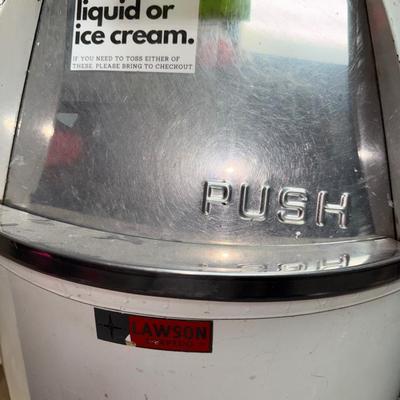 liquid or
ice cream.
IF YOU NEED TO TOSS EITHER OF
THESE, PLEASE BRING TO CHECKOUT
PUSH
LAWSON